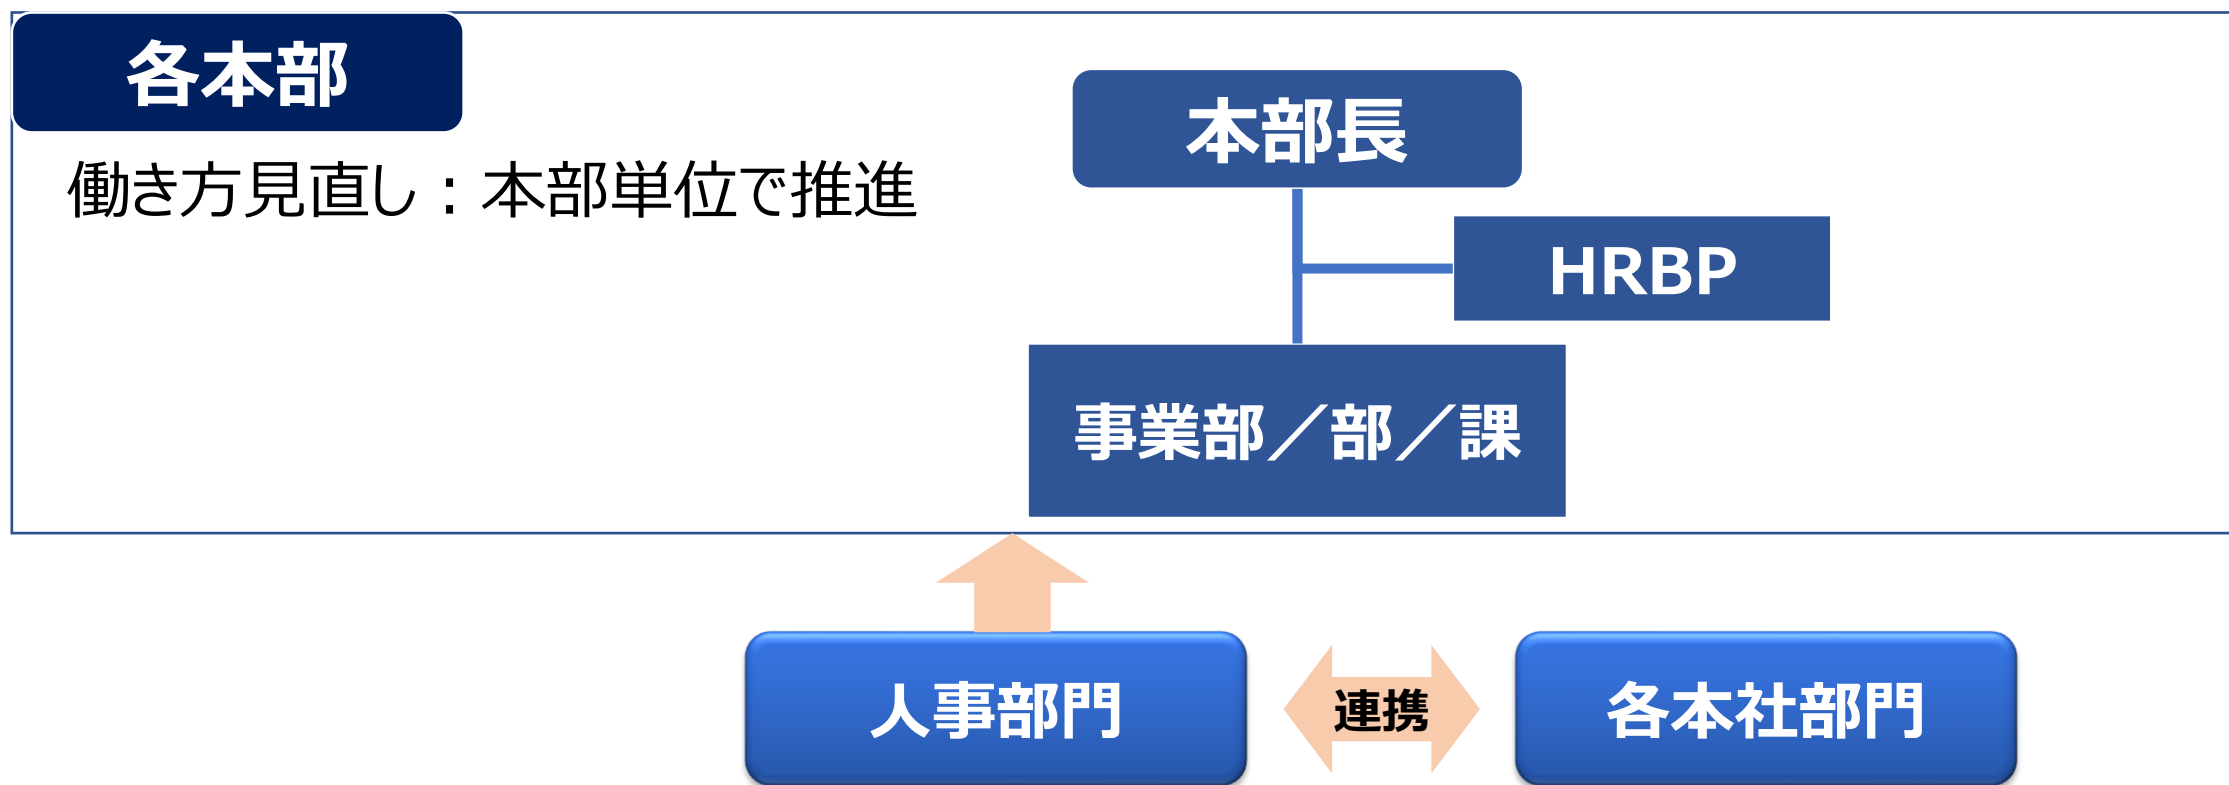 各本部
本部長
働き方見直し：本部単位で推進
HRBP
事業部／部／課
人事部門
連携
各本社部門